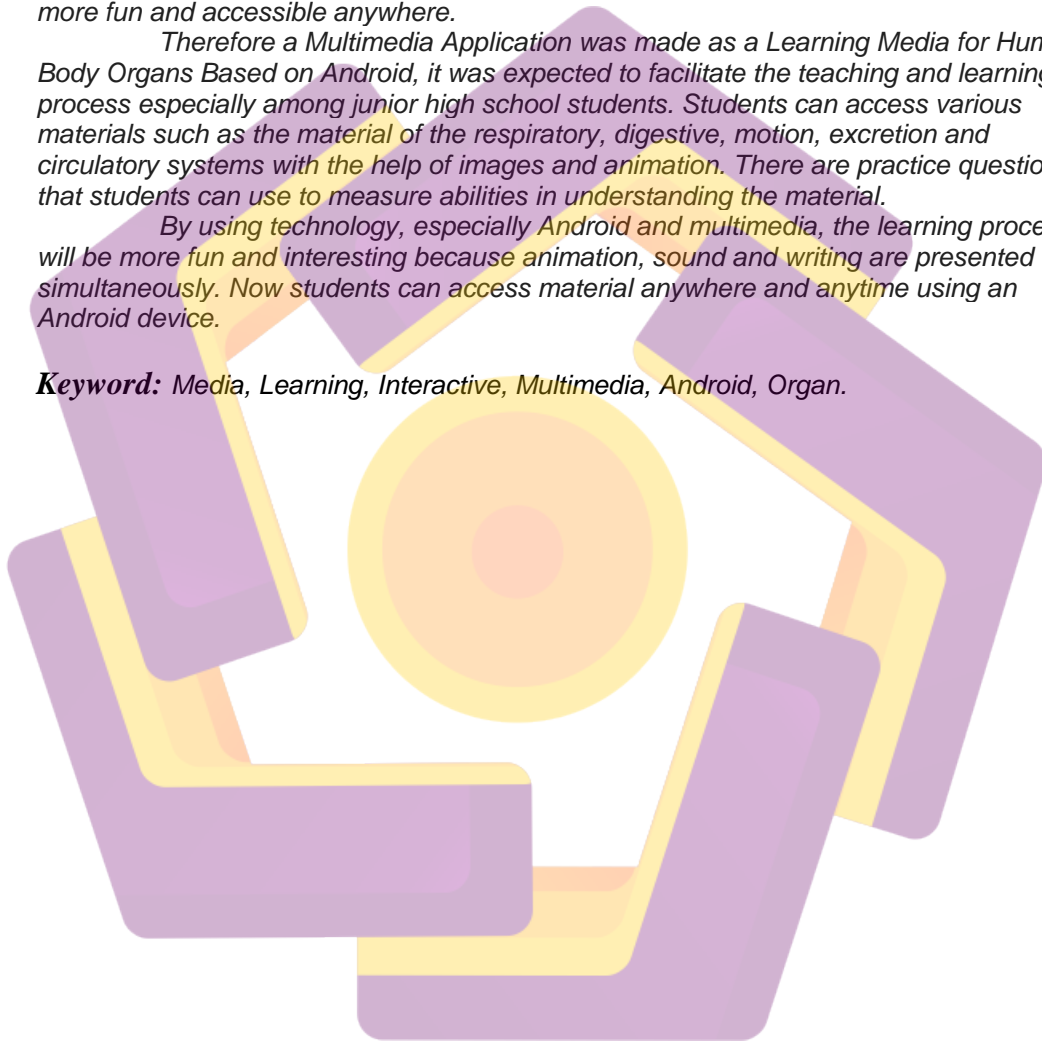 more fun and accessible anywhere.
Therefore a Multimedia Application was made as a Learning Media for Hum
Body Organs Based on Android, it was expected to facilitate the teaching and learning
process especially among junior high school students. Students can access various
materials such as the material of the respiratory, digestive, motion, excretion and
circulatory systems with the help of images and animation. There are practice questio
that students can use to measure abilities in understanding the material.
By using technology, especially Android and multimedia, the learning proce
will be more fun and interesting because animation, sound and writing are presented
simultaneously. Now students can access material anywhere and anytime using an
Android device.
Keyword: Media, Learning, Interactive, Multimedia, Android, Organ.